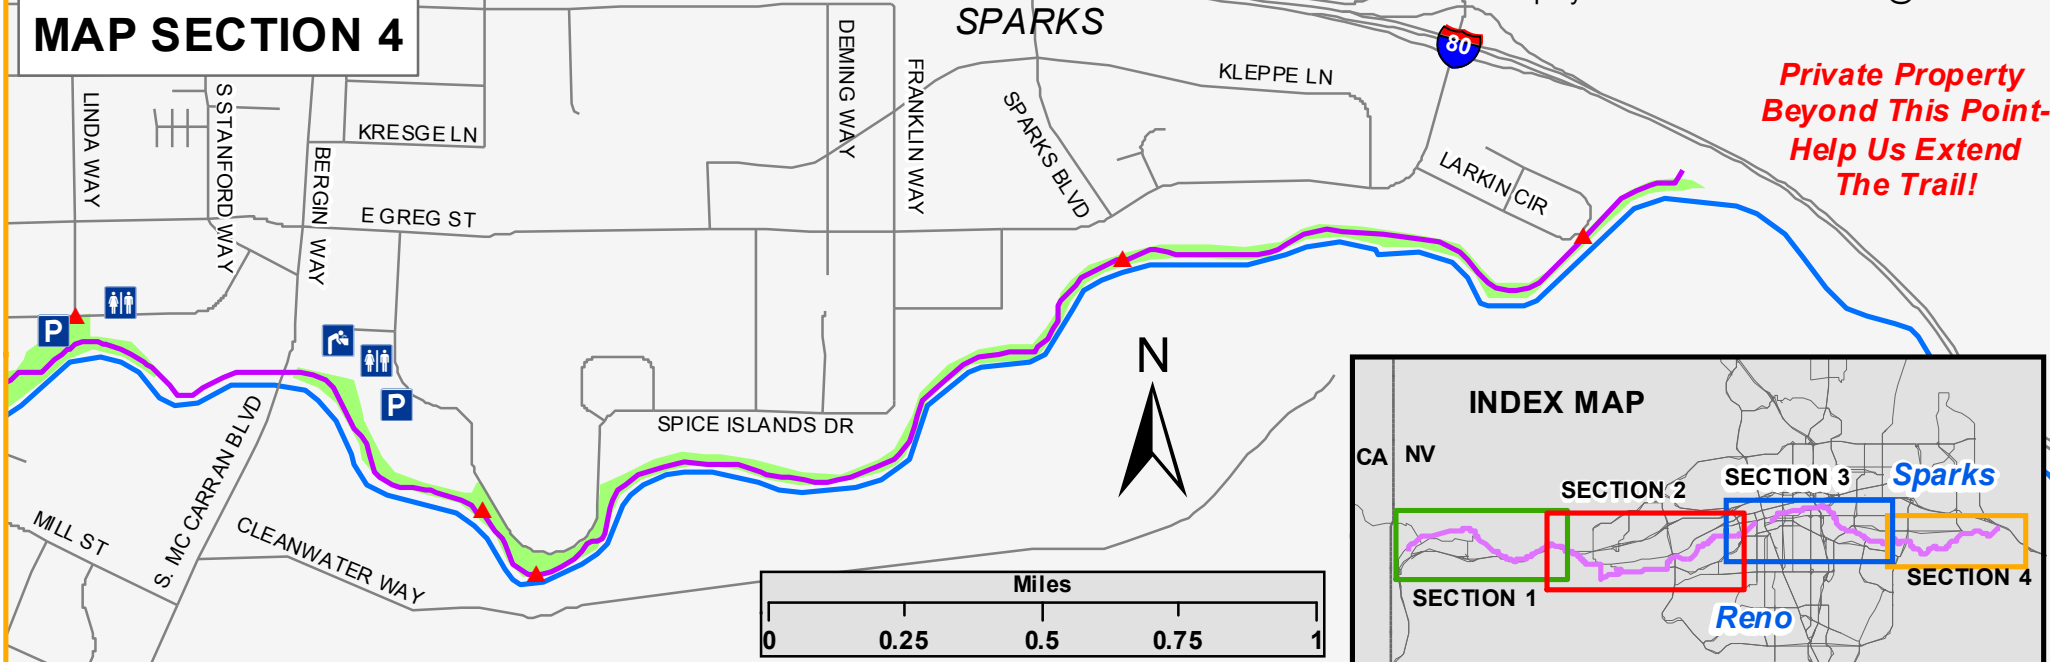 MAP SECTION 4
SPARKS
80
Private Property
Beyond This Point-
Help Us Extend
The Trail!
KLEPPE LN
DEMING WAY
FRANKLIN WAY
SPARKS BLVD
LINDA WAY
S STANFORD WAY
BERGIN WAY
KRESGE LN
E GREG ST
LARKIN CIR
P
P
SPICE ISLANDS DR
S. MC CARRAN BLVD
MILL ST
CLEANWATER WAY
N
Miles
0 0.25 0.5 0.75 1
INDEX MAP
CA NV
SECTION 1
SECTION 2
SECTION 3
SECTION 4
Sparks
Reno